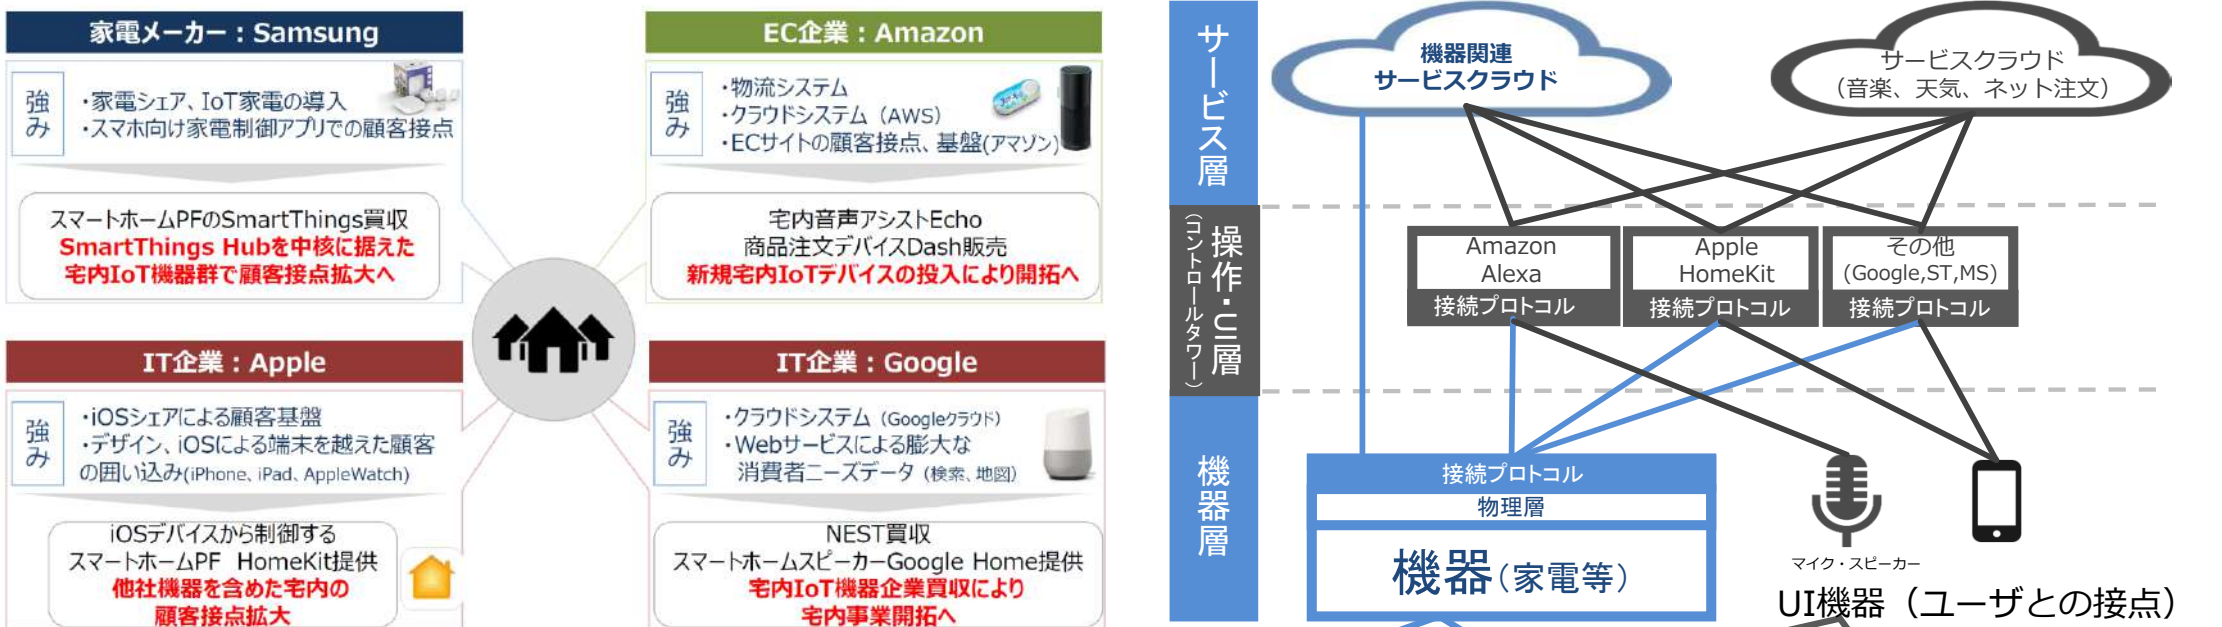 家電メーカー：Samsung
強み
・家電シェア、IoT家電の導入
・スマホ向け家電制御アプリでの顧客接点
スマートホームPFのSmartThings買収
SmartThings Hubを中核に据えた
宅内IoT機器群で顧客接点拡大へ
EC企業：Amazon
強み
・物流システム
・クラウドシステム（AWS）
・ECサイトの顧客接点、基盤(アマゾン)
宅内音声アシストEcho
商品注文デバイスDash販売
新規宅内IoTデバイスの投入により開拓へ
IT企業：Apple
強み
・iOSシェアによる顧客基盤
・デザイン、iOSによる端末を越えた顧客
の囲い込み(iPhone、iPad、AppleWatch)
iOSデバイスから制御する
スマートホームPF HomeKit提供
他社機器を含めた宅内の
顧客接点拡大
IT企業：Google
強み
・クラウドシステム（Googleクラウド）
・Webサービスによる膨大な
消費者ニーズデータ（検索、地図）
NEST買収
スマートホームスピーカーGoogle Home提供
宅内IoT機器企業買収により
宅内事業開拓へ
サービス層
機器関連
サービスクラウド
サービスクラウド
（音楽、天気、ネット注文）
操作・UI層
（コントロールタワー）
Amazon
Alexa
接続プロトコル
Apple
HomeKit
接続プロトコル
その他
(Google,ST,MS)
接続プロトコル
機器層
接続プロトコル
物理層
機器（家電等）
マイク・スピーカー
UI機器（ユーザとの接点）